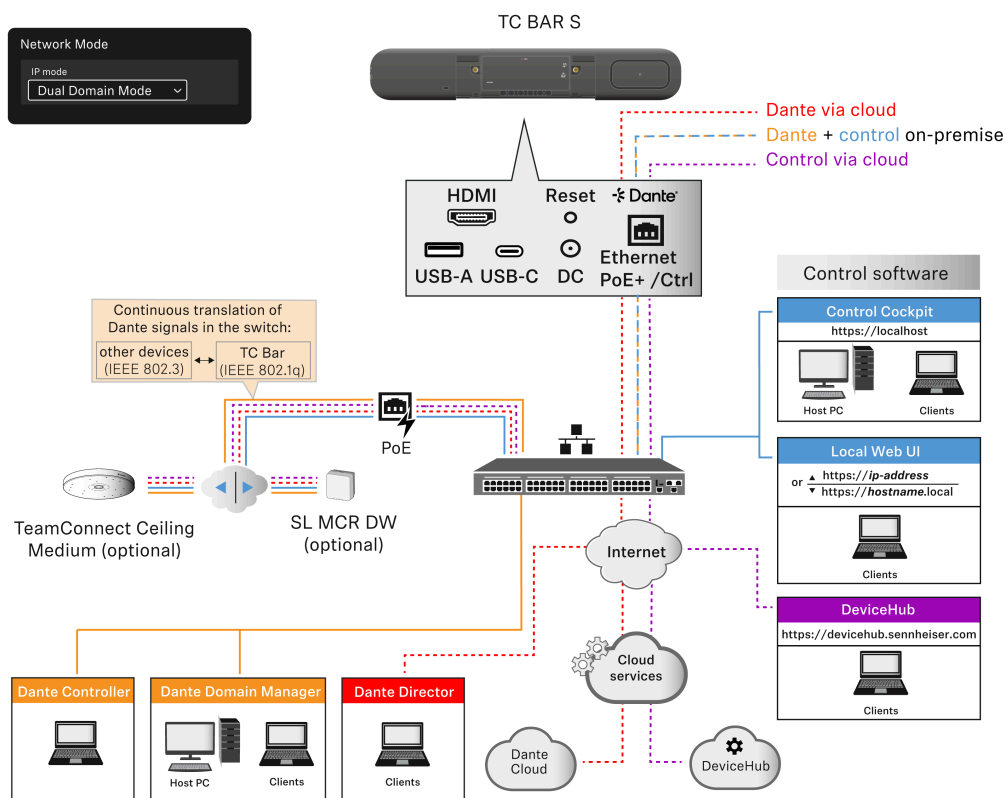 TC BAR S
Network Mode
IP mode
Dual Domain Mode
Dante via cloud
Dante + control on-premise
Control via cloud
HDMI
Reset
Dante
USB-A
USB-C
DC
Ethernet
PoE+ /Ctrl
Control software
Control Cockpit
https://localhost
Host PC
Clients
Local Web UI
or
https://ip-address
https://hostname.local
Clients
DeviceHub
https://devicehub.sennheiser.com
Clients
Continuous translation of
Dante signals in the switch:
other devices
(IEEE 802.3)
TC Bar
(IEEE 802.1q)
PoE
TeamConnect Ceiling
Medium (optional)
SL MCR DW
(optional)
Internet
Cloud
services
Dante
Cloud
DeviceHub
Dante Controller
Dante Domain Manager
Host PC
Clients
Dante Director
Clients